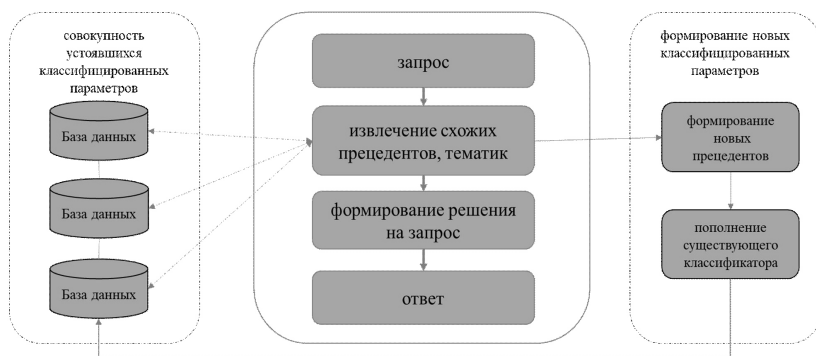 совокупность
устоявшихся
классифицированных
параметров
База данных
База данных
База данных
запрос
извлечение схожих
прецедентов, тематик
формирование решения
на запрос
ответ
формирование новых
классифицированных
параметров
формирование
новых
прецедентов
пополнение
существующего
классификатора